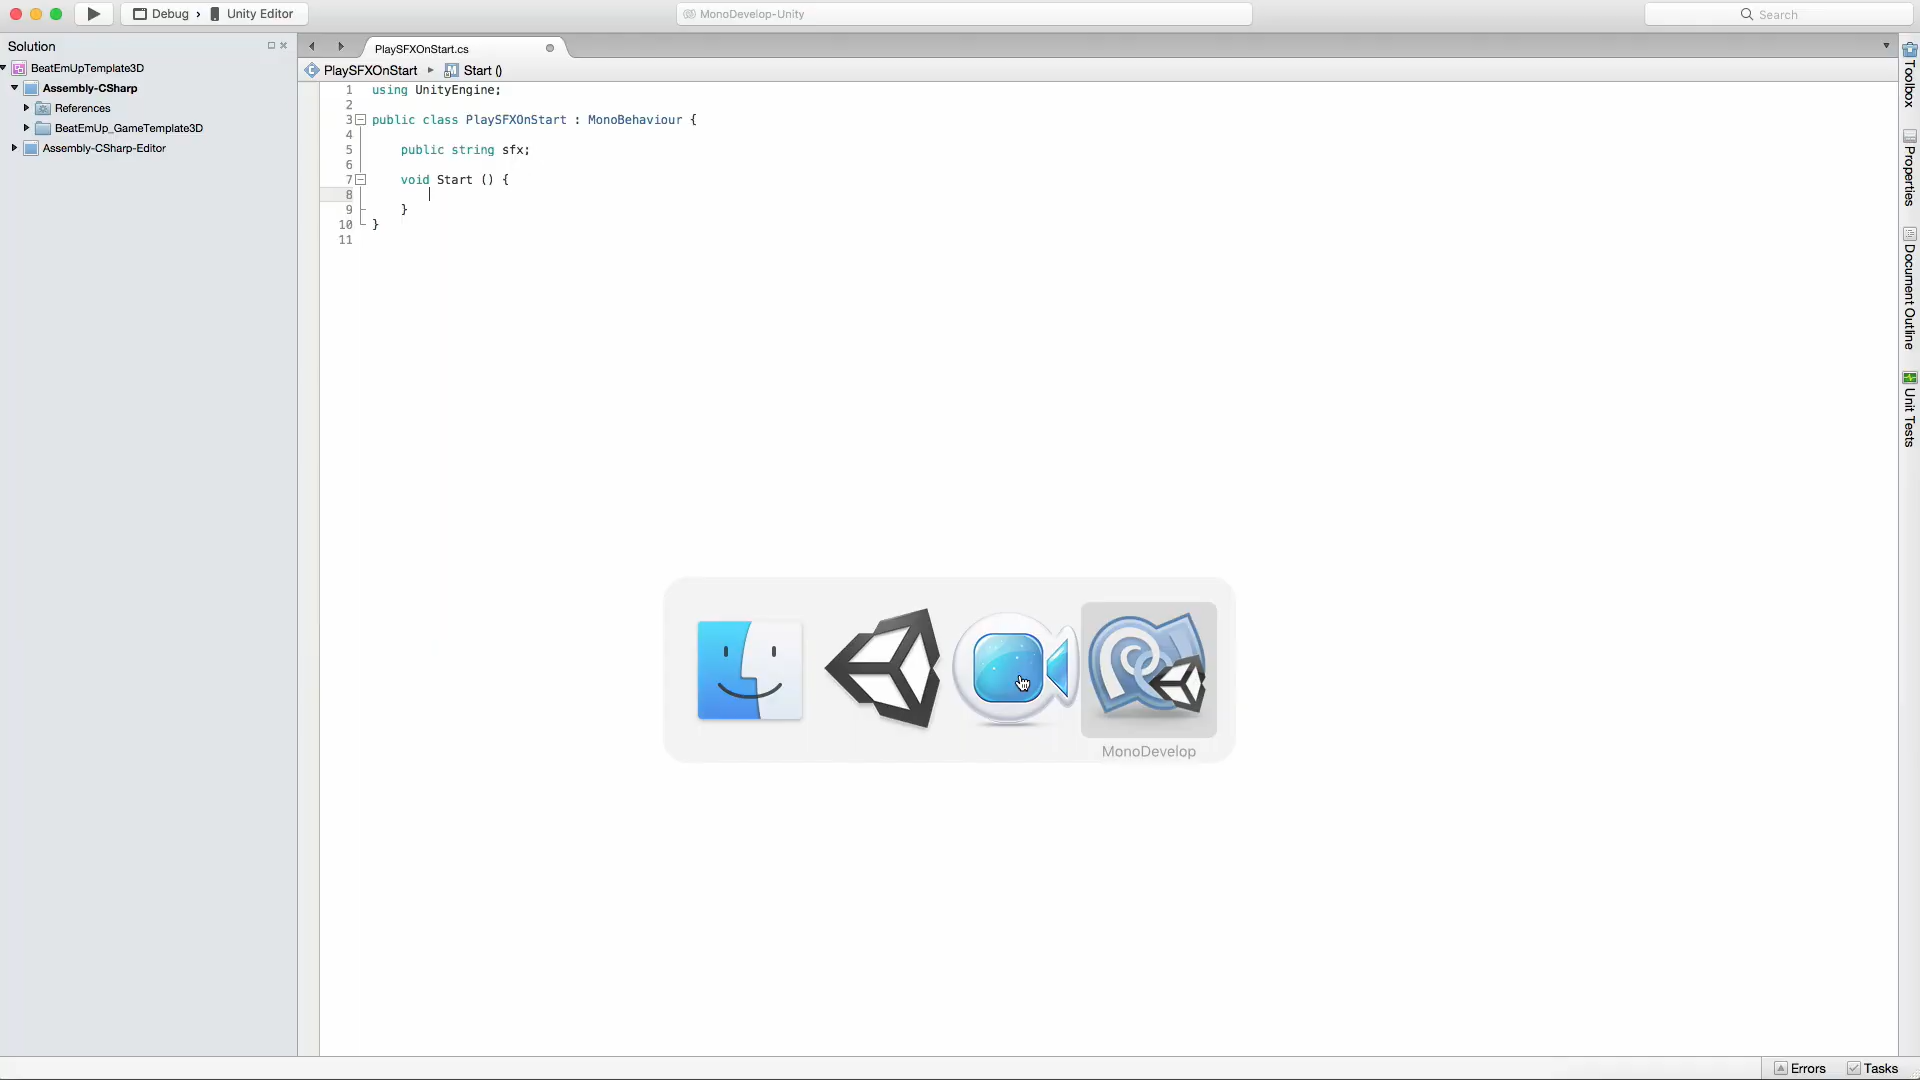 Debug › Unity Editor
MonoDevelop-Unity
Search
Solution
BeatEmUpTemplate3D
Assembly-CSharp
References
BeatEmUp_GameTemplate3D
Assembly-CSharp-Editor
PlaySFXOnStart.cs
PlaySFXOnStart ▸ Start ()
1 using UnityEngine;
2
3 public class PlaySFXOnStart : MonoBehaviour {
4
5 public string sfx;
6
7 void Start () {
8
9 }
10 }
11
MonoDevelop
Toolbox
Properties
Document Outline
Unit Tests
Errors
Tasks